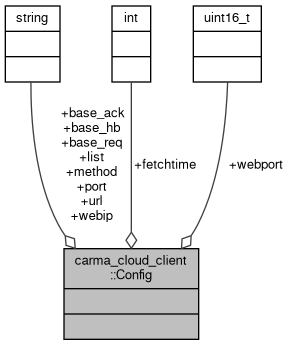 string
int
uint16_t
+base_ack
+base_hb
+base_req
+list
+method
+port
+url
+webip
+fetchtime
+webport
carma_cloud_client
::Config